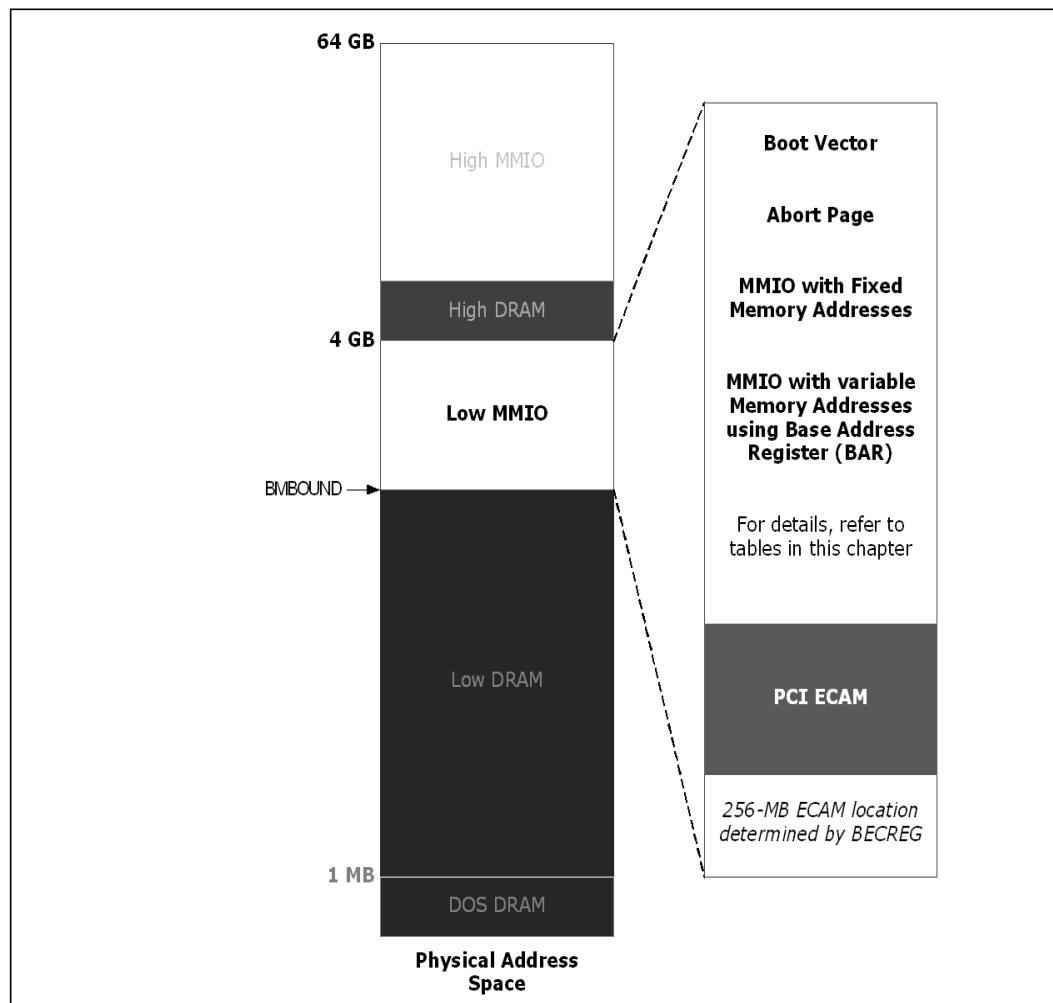 64 GB
High MMIO
High DRAM
4 GB
Low MMIO
BMBOUND
Low DRAM
1 MB
DOS DRAM
Physical Address
Space
Boot Vector
Abort Page
MMIO with Fixed
Memory Addresses
MMIO with variable
Memory Addresses
using Base Address
Register (BAR)
For details, refer to
tables in this chapter
PCI ECAM
256-MB ECAM location
determined by BECREG